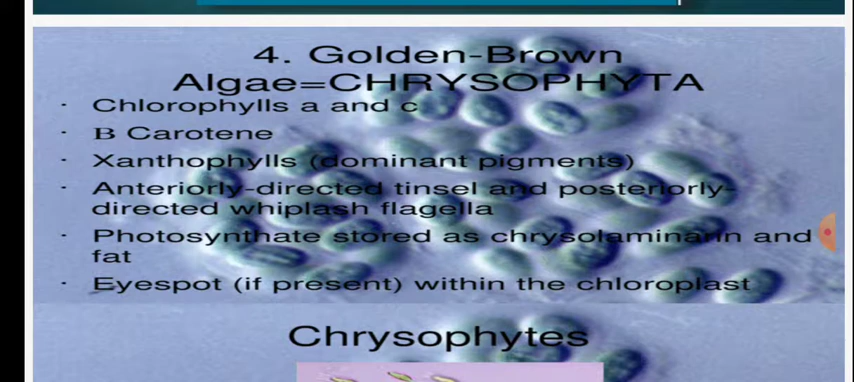 4. Golden-Brown
Algae=CHRYSOPHYTA
· Chlorophylls a and c
· Β Carotene
· Xanthophylls (dominant pigments)
· Anteriorly-directed tinsel and posteriorly-
directed whiplash flagella
· Photosynthate stored as chrysolaminarin and
fat
· Eyespot (if present) within the chloroplast
Chrysophytes